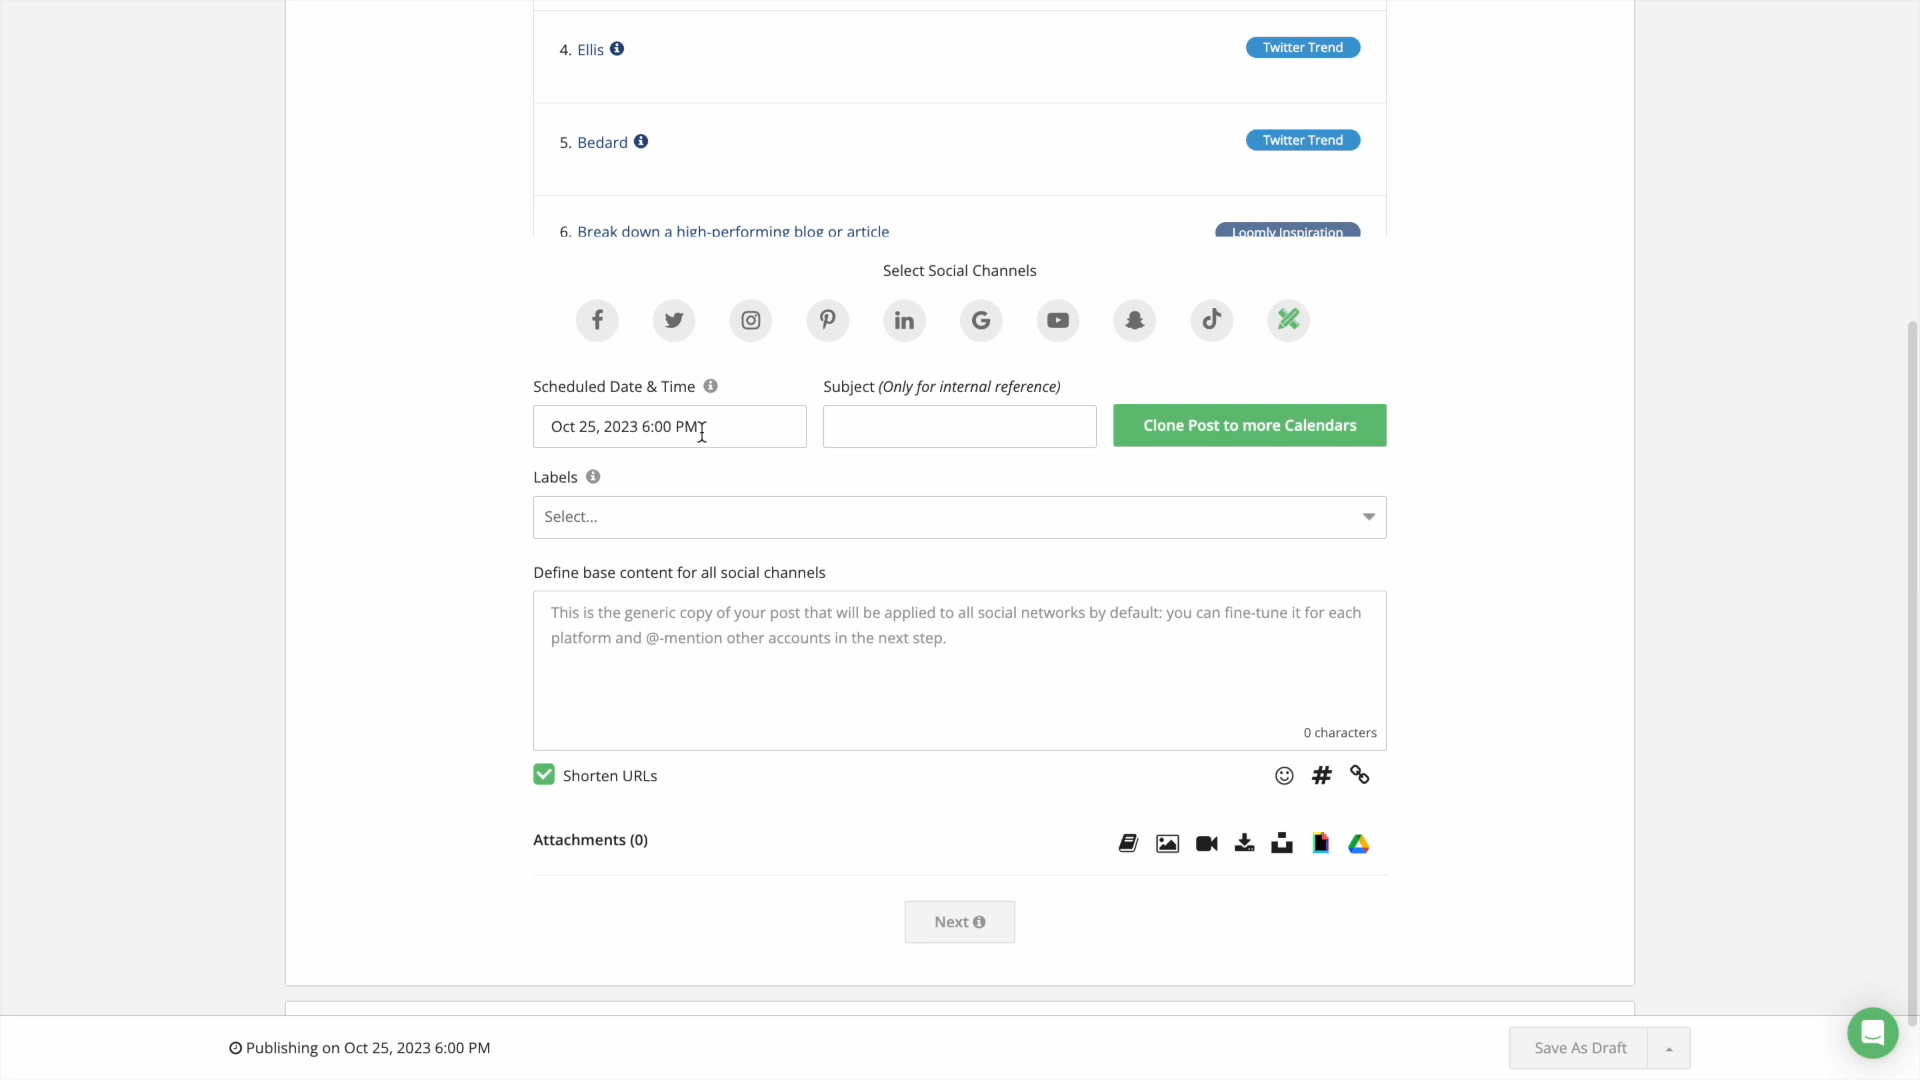 4. Ellis
Twitter Trend
5. Bedard
Twitter Trend
6. Break down a high-performing blog or article
Loomly Inspiration
Select Social Channels
Scheduled Date & Time
Subject (Only for internal reference)
Oct 25, 2023 6:00 PM
Clone Post to more Calendars
Labels
Select...
Define base content for all social channels
This is the generic copy of your post that will be applied to all social networks by default: you can fine-tune it for each
platform and @-mention other accounts in the next step.
0 characters
Shorten URLs
Attachments (0)
Next
Publishing on Oct 25, 2023 6:00 PM
Save As Draft